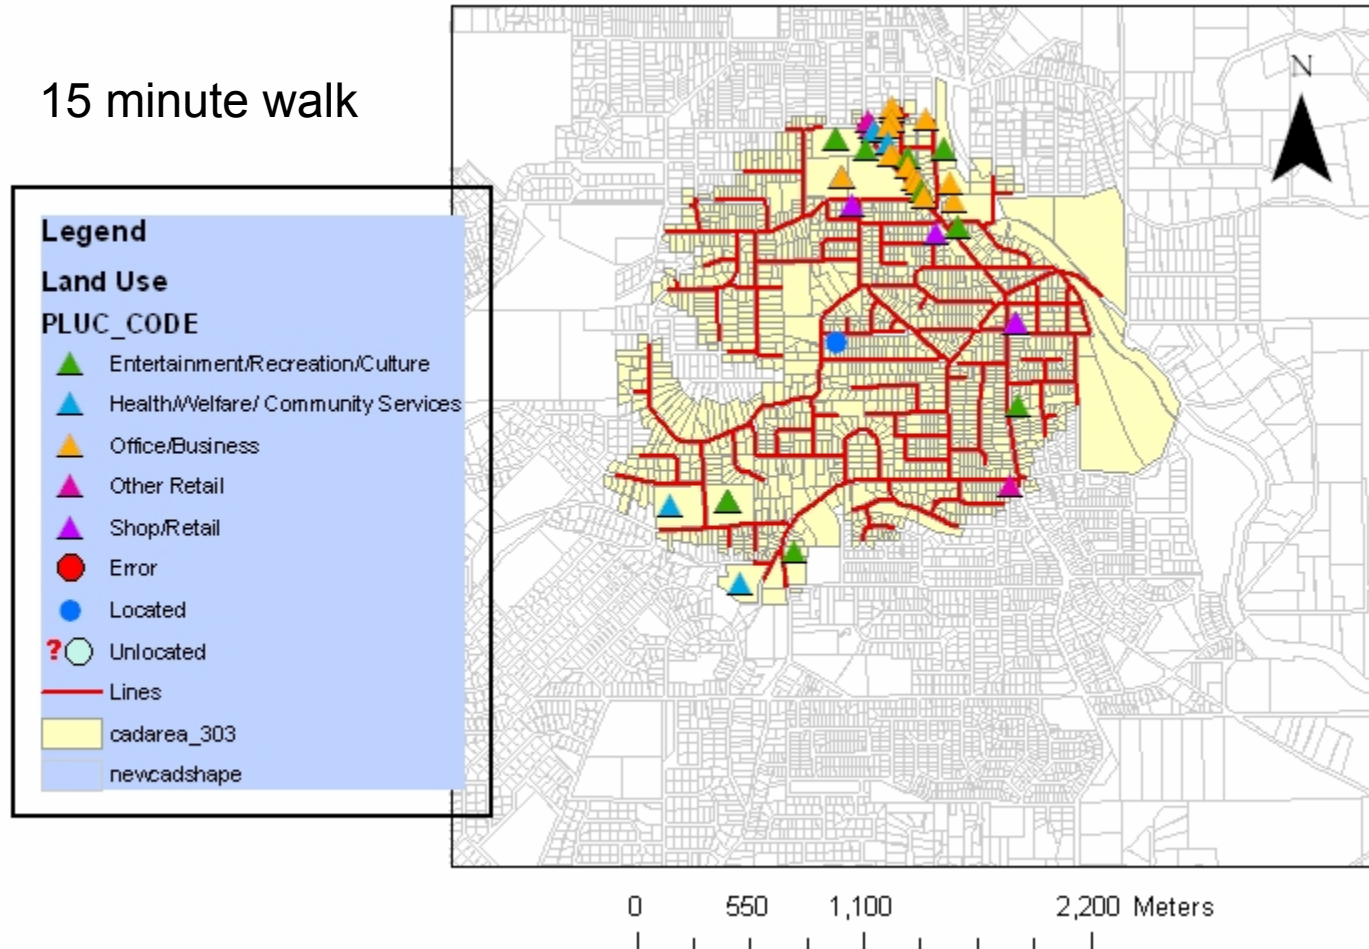 15 minute walk
N
Legend
Land Use
PLUC_CODE
Entertainment/Recreation/Culture
Health/Welfare/ Community Services
Office/Business
Other Retail
Shop/Retail
Error
Located
? Unlocated
Lines
cadarea_303
newcadshape
0 550 1,100 2,200 Meters